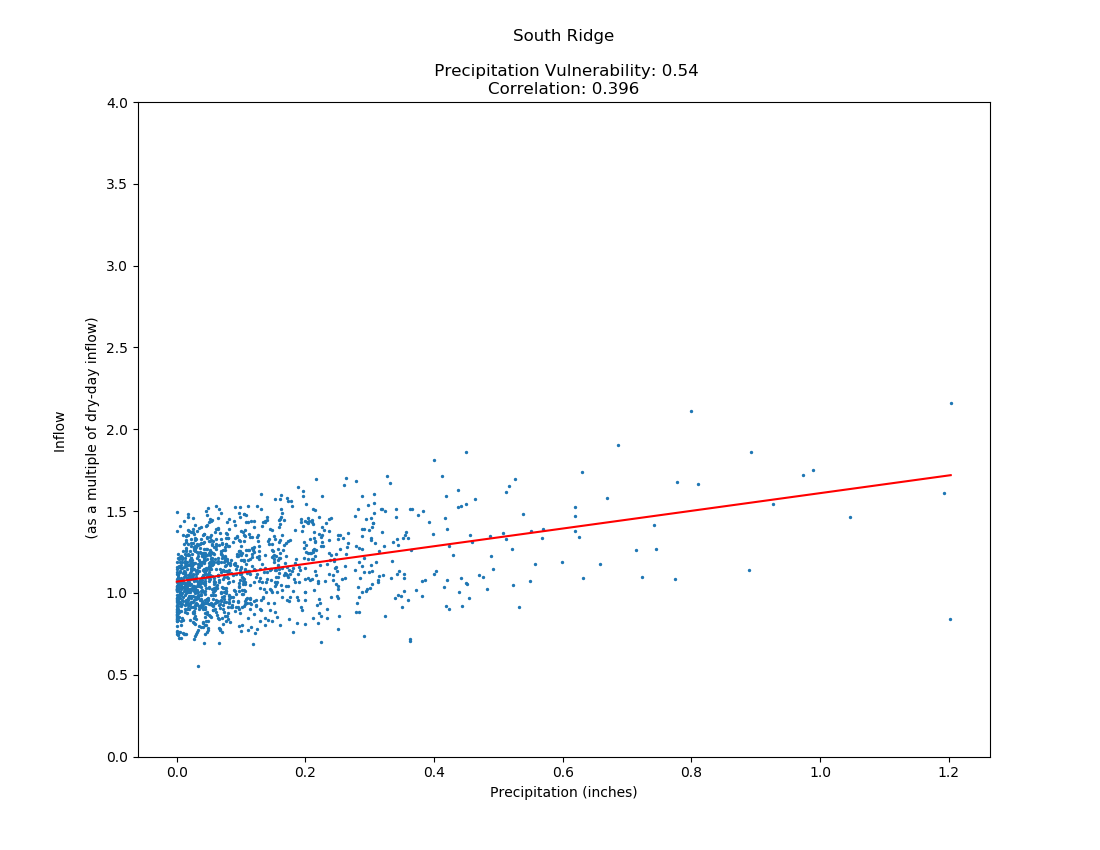 South Ridge
Precipitation Vulnerability: 0.54
Correlation: 0.396
4.0
3.5
3.0
2.5
2.0
1.5
1.0
0.5
0.0
Inflow
(as a multiple of dry-day inflow)
0.0 0.2 0.4 0.6 0.8 1.0 1.2
Precipitation (inches)